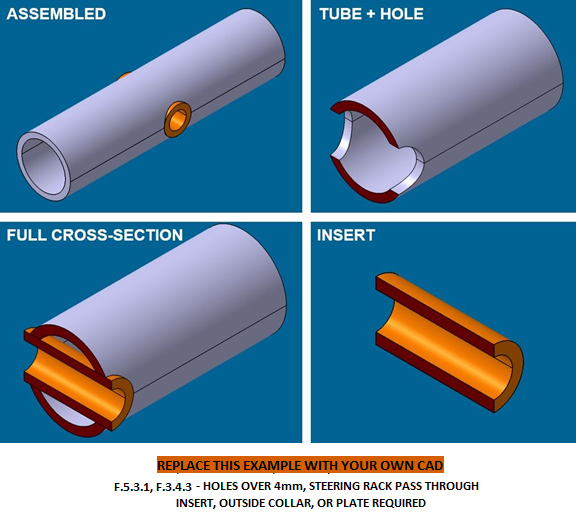 ASSEMBLED
TUBE + HOLE
FULL CROSS-SECTION
INSERT
REPLACE THIS EXAMPLE WITH YOUR OWN CAD
F.5.3.1, F.3.4.3 - HOLES OVER 4mm, STEERING RACK PASS THROUGH
INSERT, OUTSIDE COLLAR, OR PLATE REQUIRED